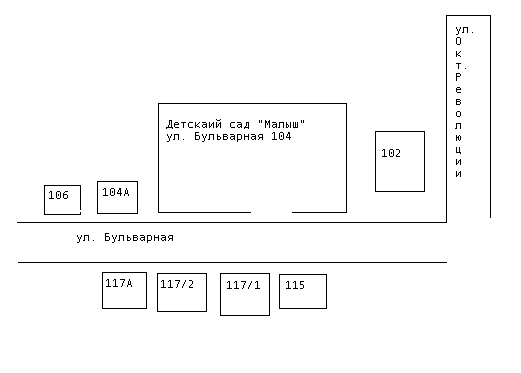 ул.
О
к
т.
Р
е
в
о
л
ю
ц
и
и
Детскаий сад "Малыш"
ул. Бульварная 104
102
106
104А
ул. Бульварная
117А
117/2
117/1
115